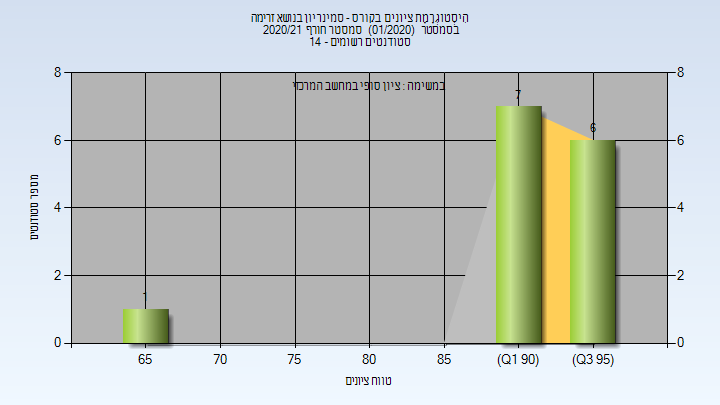 היסטוגרמת ציונים בקורס - סמינריון בנושא זרימה
בסמסטר (01/2020) סמסטר חורף 2020/21
סטודנטים רשומים - 14
במשימה : ציון סופי במחשב המרכזי
8 8
7
6 6
6
4 4
2 2
1
0 0
65 70 75 80 85 (Q1 90) (Q3 95)
מספר סטודנטים
טווח ציונים